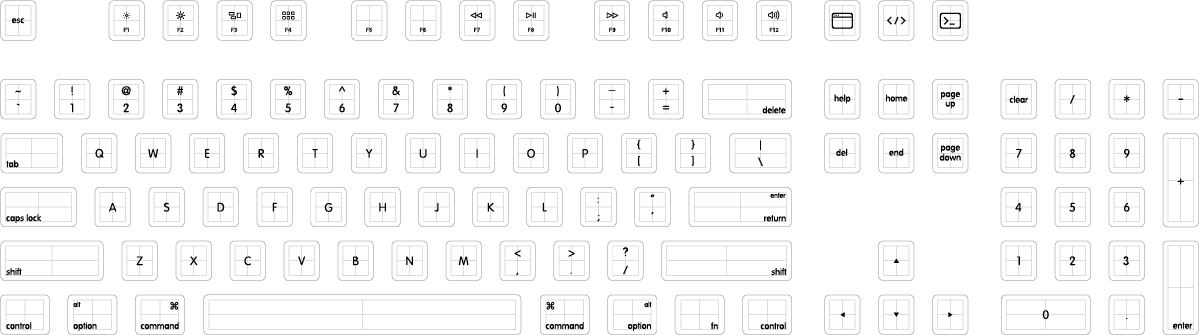 esc F1 F2 F3 F4 F5 F6 F7 F8 F9 F10 F11 F12 </> >_
~ ! @ # $ % ^ & * ( ) — +
` 1 2 3 4 5 6 7 8 9 0 - = delete
help home page up clear / * -
tab Q W E R T Y U I O P { } |
[ ] \
del end page down 7 8 9 +
caps lock A S D F G H J K L : " enter
; ' return
4 5 6
shift Z X C V B N M < > ?
, . / shift
1 2 3
control alt option ⌘ command ⌘ command alt option fn control
0 . enter